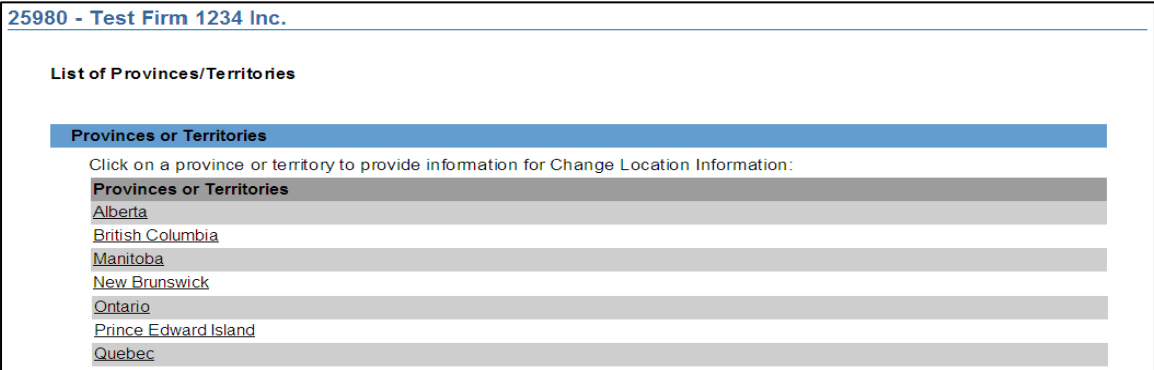 25980 - Test Firm 1234 Inc.
List of Provinces/Territories
Provinces or Territories
Click on a province or territory to provide information for Change Location Information:
Provinces or Territories
Alberta
British Columbia
Manitoba
New Brunswick
Ontario
Prince Edward Island
Quebec